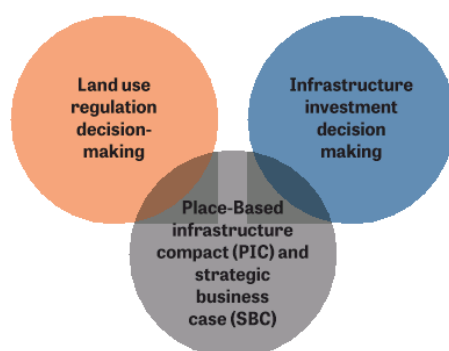 Land use
regulation
decision-
making
Infrastructure
investment
decision
making
Place-Based
infrastructure
compact (PIC) and
strategic
business
case (SBC)